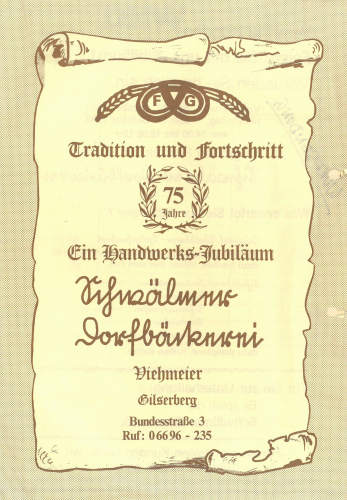 F G
Tradition und Fortschritt
75
Jahre
Ein Handwerks-Jubiläum
Schwälmer
Dorfbäckerei
Viehmeier
Gilserberg
Bundesstraße 3
Ruf: 06696 - 235